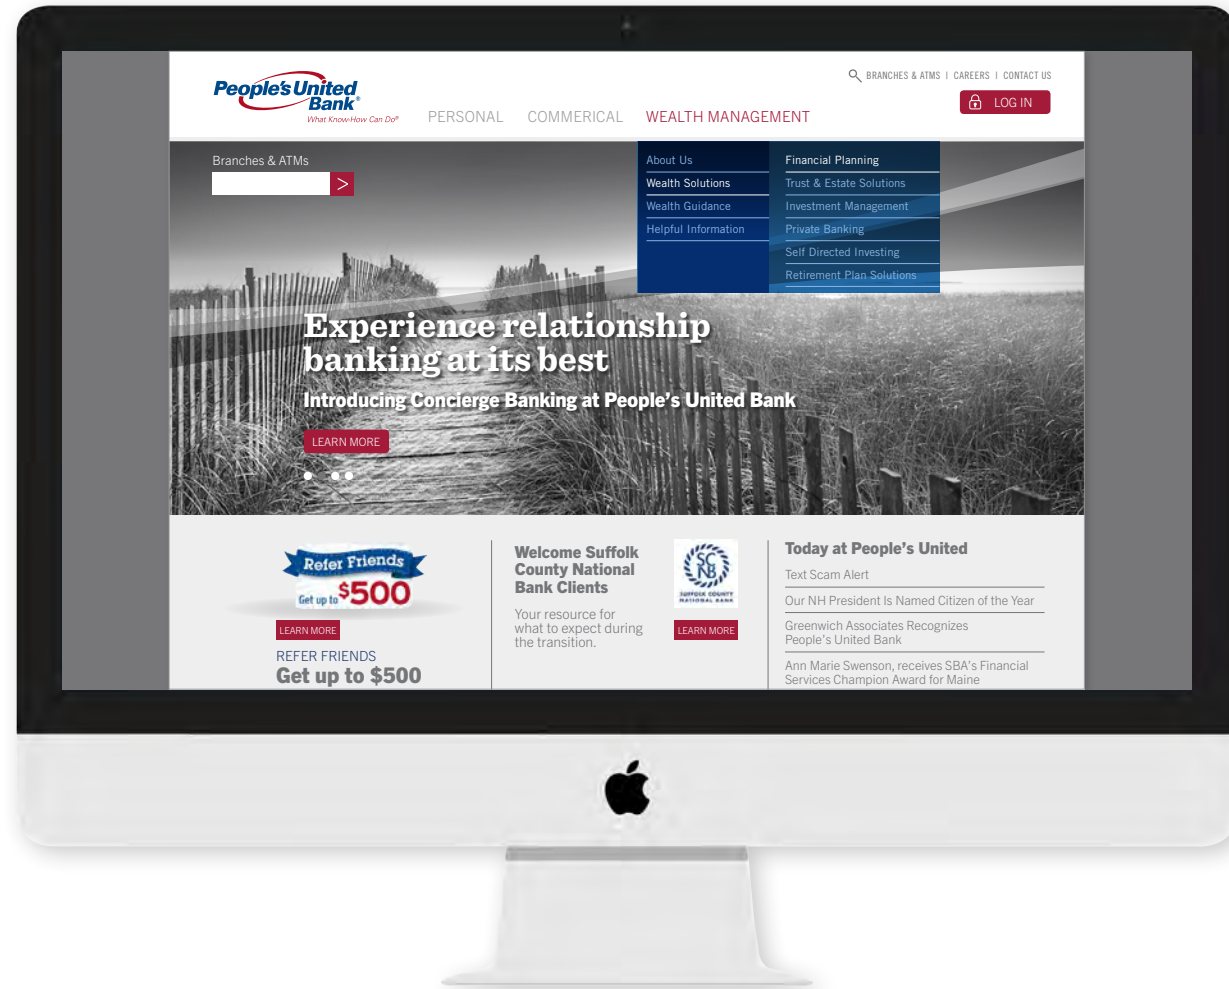 People's United
Bank®
What Know-How Can Do®
BRANCHES & ATMS | CAREERS | CONTACT US
LOG IN
PERSONAL COMMERICAL WEALTH MANAGEMENT
Branches & ATMs
>
About Us
Wealth Solutions
Wealth Guidance
Helpful Information
Financial Planning
Trust & Estate Solutions
Investment Management
Private Banking
Self Directed Investing
Retirement Plan Solutions
Experience relationship
banking at its best
Introducing Concierge Banking at People's United Bank
LEARN MORE
Refer Friends
Get up to $500
LEARN MORE
REFER FRIENDS
Get up to $500
Welcome Suffolk
County National
Bank Clients
Your resource for
what to expect during
the transition.
SCNB
SUFFOLK COUNTY
NATIONAL BANK
LEARN MORE
Today at People's United
Text Scam Alert
Our NH President Is Named Citizen of the Year
Greenwich Associates Recognizes
People's United Bank
Ann Marie Swenson, receives SBA's Financial
Services Champion Award for Maine